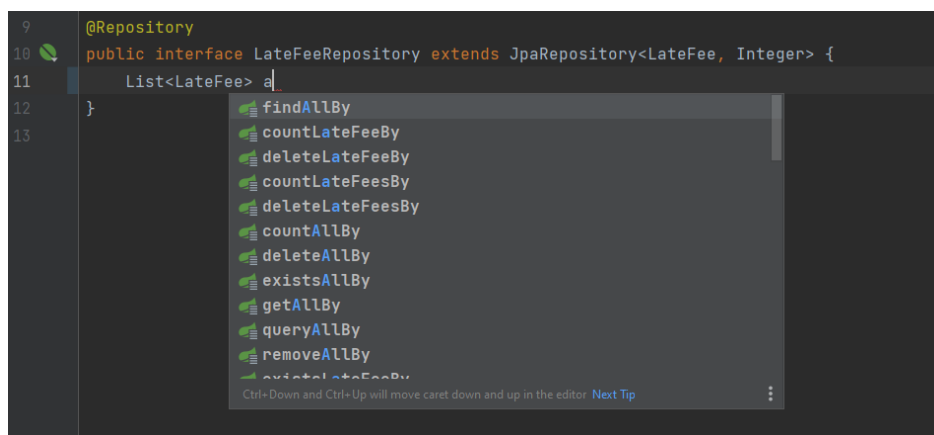 9 @Repository
10 public interface LateFeeRepository extends JpaRepository<LateFee, Integer> {
11 List<LateFee> a
findAllBy
12 }
countLateFeeBy
13
deleteLateFeeBy
countLateFeesBy
deleteLateFeesBy
countAllBy
deleteAllBy
existsAllBy
getAllBy
queryAllBy
removeAllBy
existsLateFeeBy
Ctrl+Down and Ctrl+Up will move caret down and up in the editor Next Tip